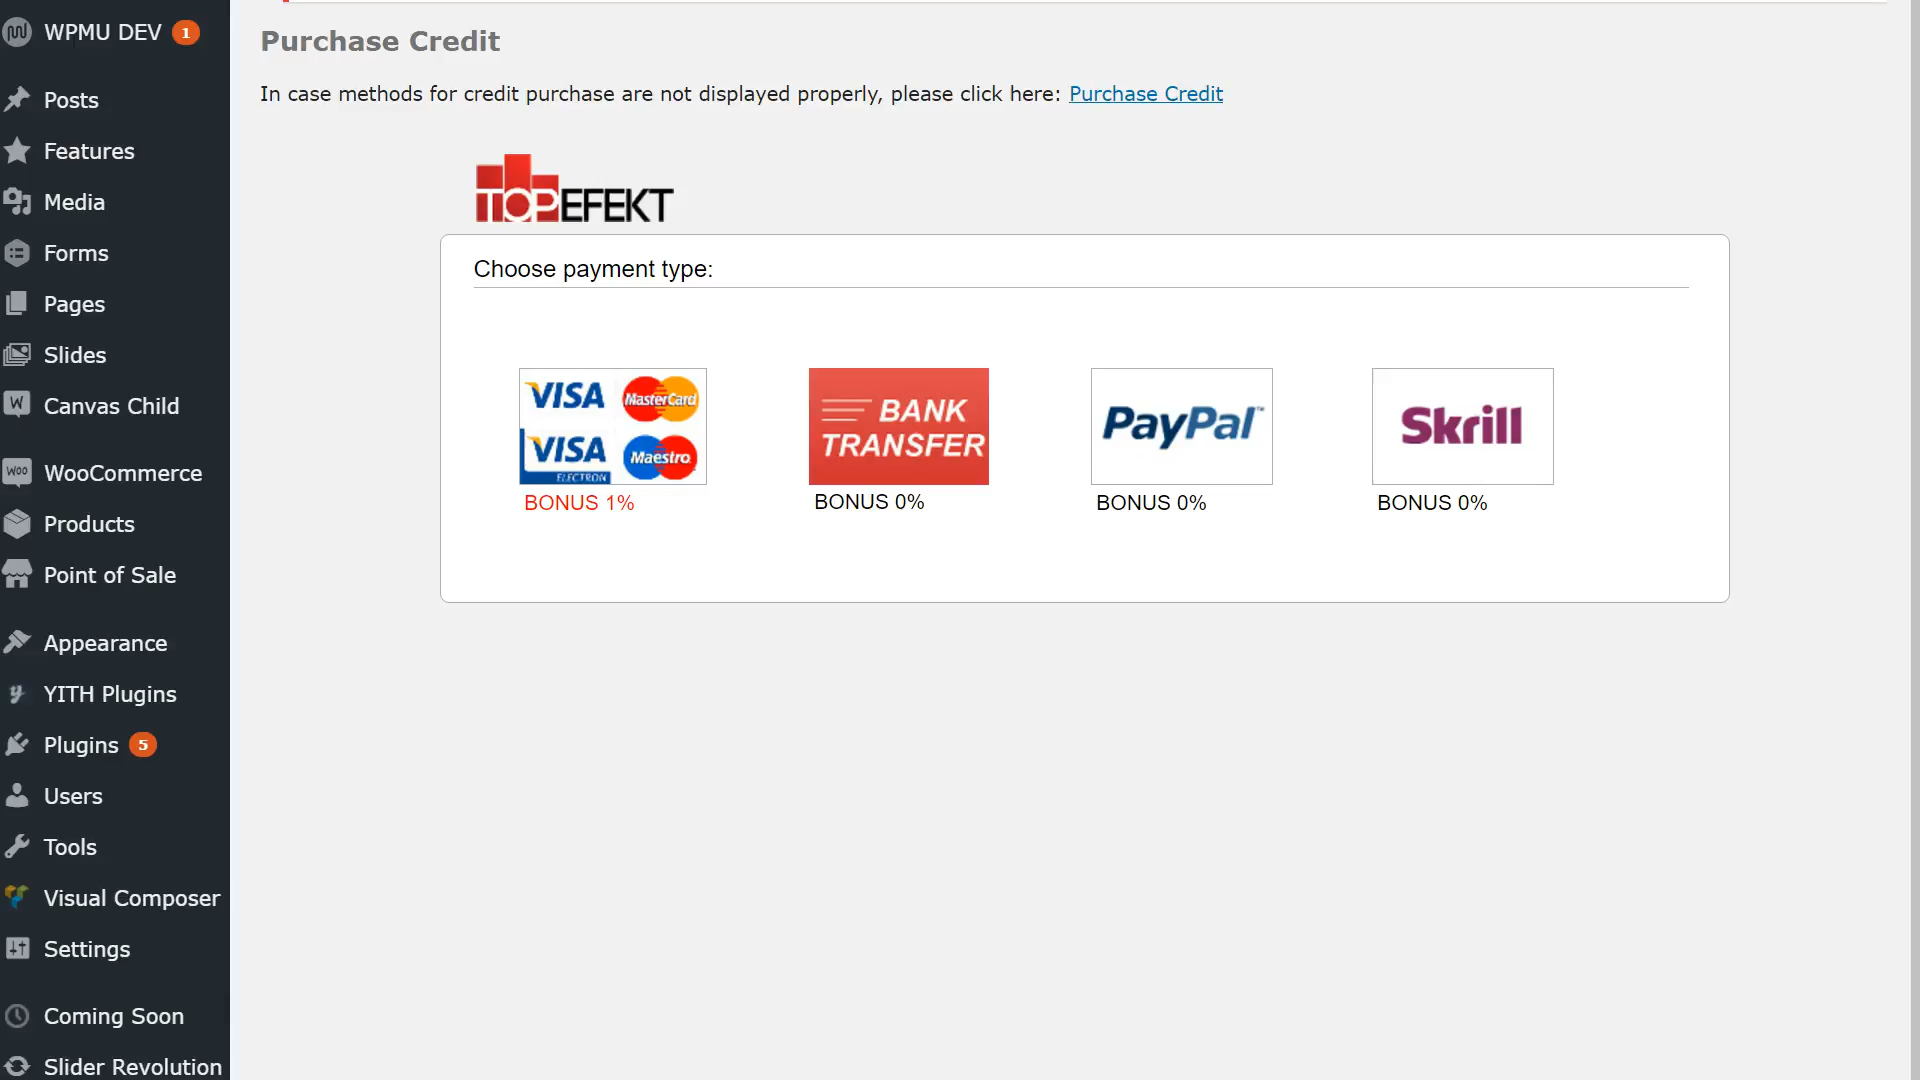 WPMU DEV 1
Posts
Features
Media
Forms
Pages
Slides
Canvas Child
WooCommerce
Products
Point of Sale
Appearance
YITH Plugins
Plugins 5
Users
Tools
Visual Composer
Settings
Coming Soon
Slider Revolution
Purchase Credit
In case methods for credit purchase are not displayed properly, please click here: Purchase Credit
TOPEFEKT
Choose payment type:
VISA MasterCard
VISA ELECTRON Maestro
BONUS 1%
BANK
TRANSFER
BONUS 0%
PayPal™
BONUS 0%
Skrill
BONUS 0%